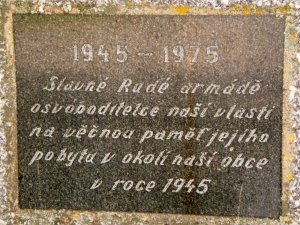 1945 – 1975
Slavné Rudé armádě
osvoboditelce naší vlasti
na věčnou paměť jejího
pobytu v okolí naší obce
v roce 1945